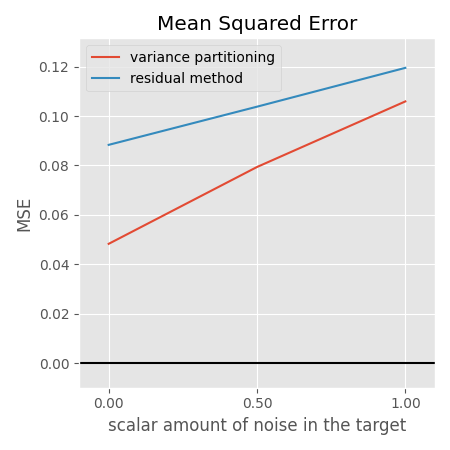 Mean Squared Error
variance partitioning
residual method
0.12
0.10
0.08
0.06
0.04
0.02
0.00
MSE
0.00 0.50 1.00
scalar amount of noise in the target